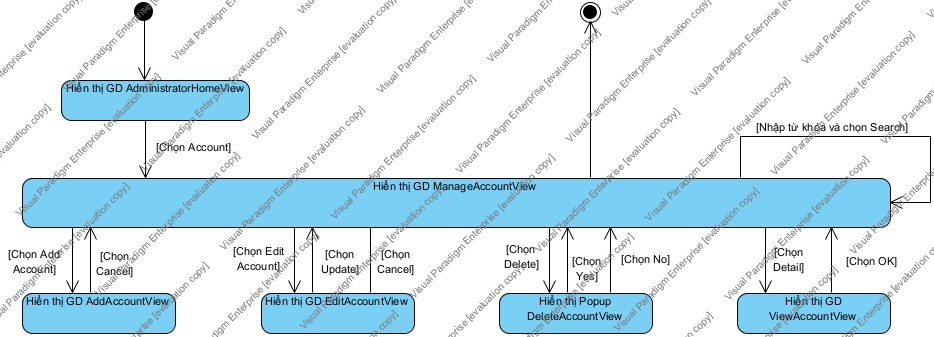 Hiển thị GD AdministratorHomeView
[Chọn Account]
[Nhập từ khóa và chọn Search]
Hiển thị GD ManageAccountView
[Chọn Add
Account]
[Chọn
Cancel]
[Chọn Edit
Account]
[Chọn
Update]
[Chọn
Cancel]
[Chọn
Delete]
[Chọn
Yes]
[Chọn No]
[Chọn
Detail]
[Chọn OK]
Hiển thị GD AddAccountView
Hiển thị GD EditAccountView
Hiển thị Popup
DeleteAccountView
Hiển thị GD
ViewAccountView
Visual Paradigm Enterprise [evaluation copy]